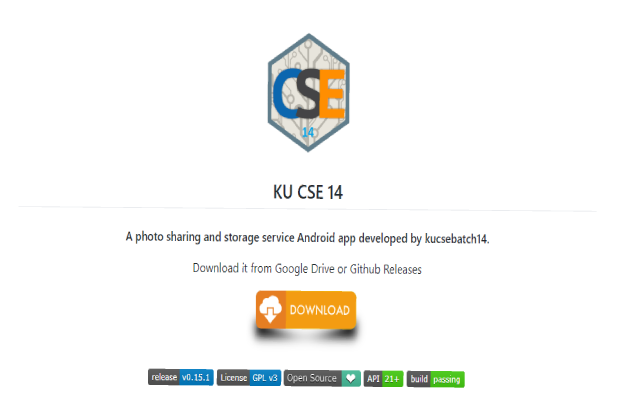 CSE
14
KU CSE 14
A photo sharing and storage service Android app developed by kucsebatch14.
Download it from Google Drive or Github Releases
DOWNLOAD
release v0.15.1 License GPL v3 Open Source API 21+ build passing